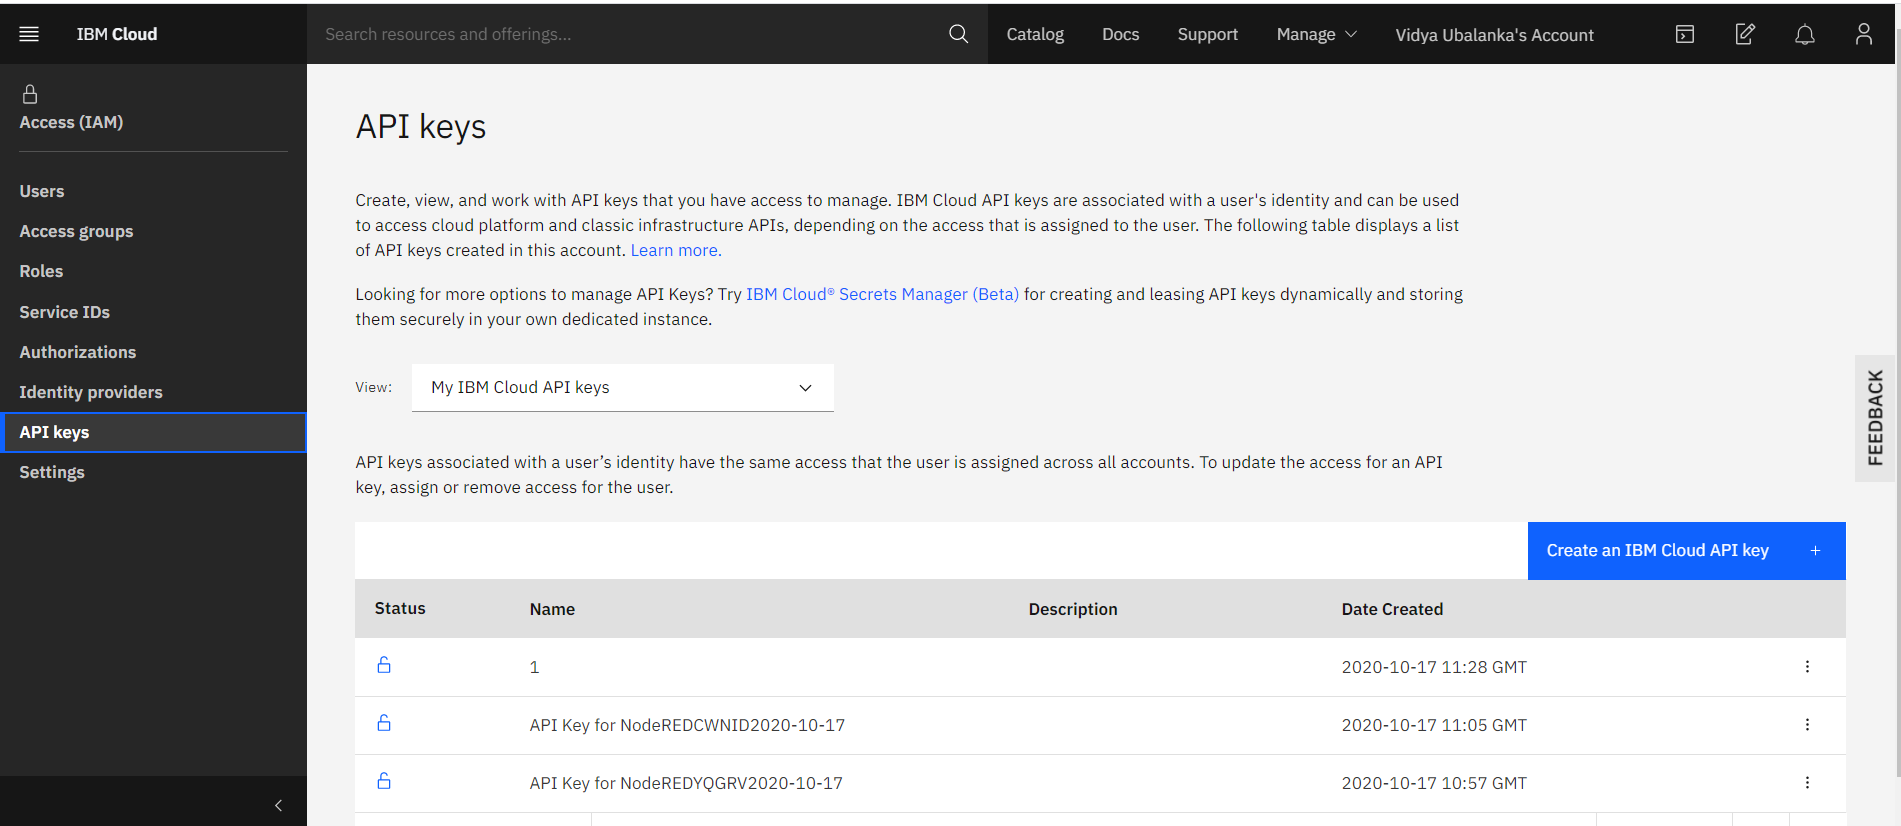 IBM Cloud
Search resources and offerings...
Catalog
Docs
Support
Manage
Vidya Ubalanka's Account
Access (IAM)
Users
Access groups
Roles
Service IDs
Authorizations
Identity providers
API keys
Settings
API keys
Create, view, and work with API keys that you have access to manage. IBM Cloud API keys are associated with a user's identity and can be used
to access cloud platform and classic infrastructure APIs, depending on the access that is assigned to the user. The following table displays a list
of API keys created in this account. Learn more.
Looking for more options to manage API Keys? Try IBM Cloud® Secrets Manager (Beta) for creating and leasing API keys dynamically and storing
them securely in your own dedicated instance.
View:
My IBM Cloud API keys
API keys associated with a user’s identity have the same access that the user is assigned across all accounts. To update the access for an API
key, assign or remove access for the user.
Create an IBM Cloud API key +
Status Name Description Date Created
1 2020-10-17 11:28 GMT
API Key for NodeREDCWNID2020-10-17 2020-10-17 11:05 GMT
API Key for NodeREDYQGRV2020-10-17 2020-10-17 10:57 GMT
FEEDBACK